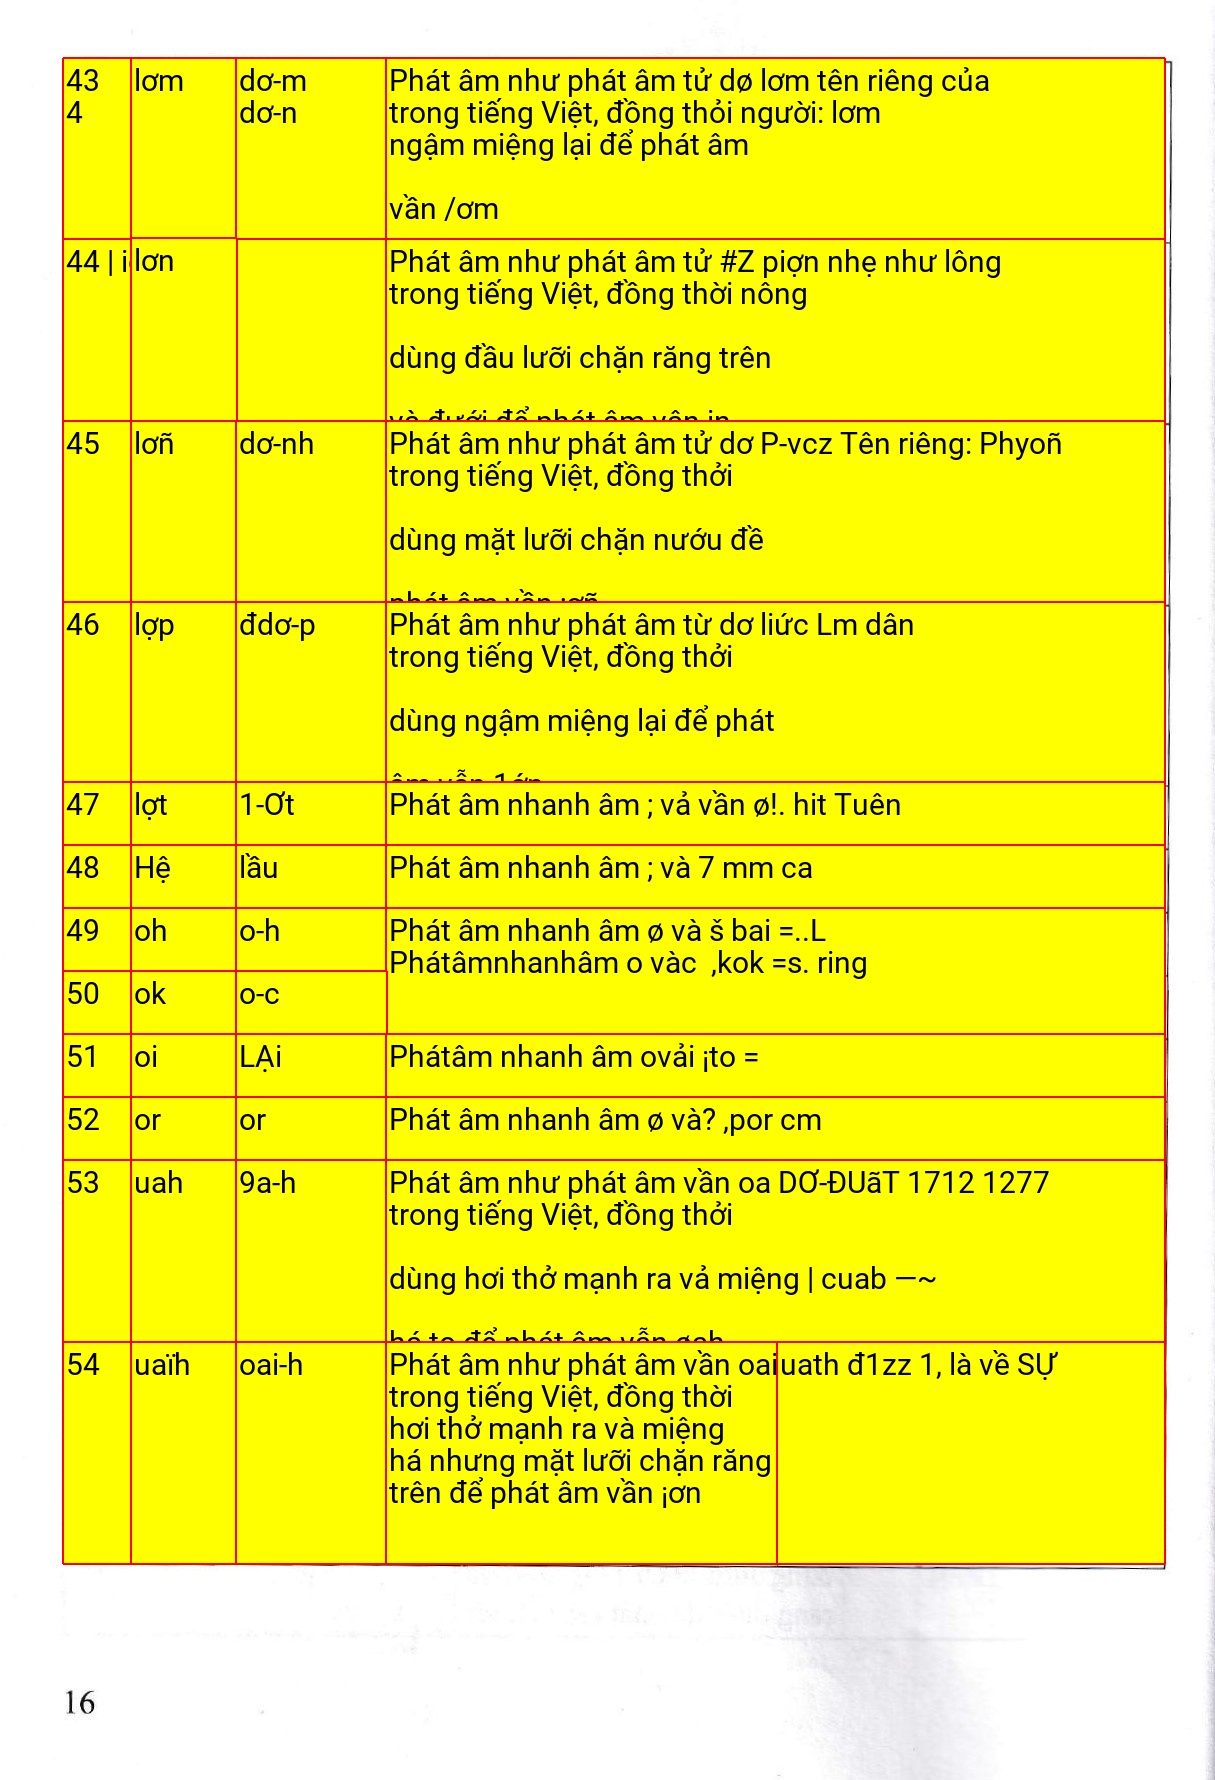 43 lơm dơ-m Phát âm như phát âm tử dø lơm tên riêng của
4 dơ-n trong tiếng Việt, đồng thỏi người: lơm
ngậm miệng lại để phát âm
vần /ơm
44 | i lơn Phát âm như phát âm tử #Z piợn nhẹ như lông
trong tiếng Việt, đồng thời nông
dùng đầu lưỡi chặn răng trên
45 lơñ dơ-nh Phát âm như phát âm tử dơ P-vcz Tên riêng: Phyoñ
trong tiếng Việt, đồng thởi
dùng mặt lưỡi chặn nướu đề
46 lợp đdơ-p Phát âm như phát âm từ dơ liức Lm dân
trong tiếng Việt, đồng thởi
dùng ngậm miệng lại để phát
47 lợt 1-Ơt Phát âm nhanh âm ; vả vần ø!. hit Tuên
48 Hệ lầu Phát âm nhanh âm ; và 7 mm ca
49 oh o-h Phát âm nhanh âm ø và š bai =..L
Phátâmnhanhâm o vàc ,kok =s. ring
50 ok o-c
51 oi LẠi Phátâm nhanh âm ovải ¡to =
52 or or Phát âm nhanh âm ø và? ,por cm
53 uah 9a-h Phát âm như phát âm vần oa DƠ-ĐUãT 1712 1277
trong tiếng Việt, đồng thởi
dùng hơi thở mạnh ra vả miệng | cuab —~
54 uaïh oai-h Phát âm như phát âm vần oai uath đ1zz 1, là về SỰ
trong tiếng Việt, đồng thời
hơi thở mạnh ra và miệng
há nhưng mặt lưỡi chặn răng
trên để phát âm vần ¡ơn
16